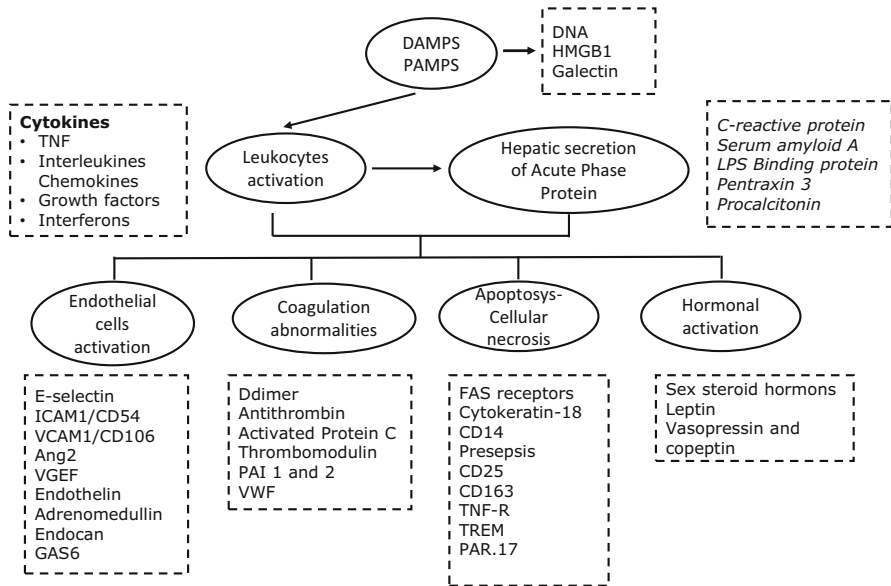 DAMPS
PAMPS
DNA
HMGB1
Galectin
Cytokines
• TNF
• Interleukines
Chemokines
• Growth factors
• Interferons
Leukocytes
activation
Hepatic secretion
of Acute Phase
Protein
C-reactive protein
Serum amyloid A
LPS Binding protein
Pentraxin 3
Procalcitonin
Endothelial
cells
activation
Coagulation
abnormalities
Apoptosys-
Cellular
necrosis
Hormonal
activation
E-selectin
ICAM1/CD54
VCAM1/CD106
Ang2
VGEF
Endothelin
Adrenomedullin
Endocan
GAS6
Ddimer
Antithrombin
Activated Protein C
Thrombomodulin
PAI 1 and 2
VWF
FAS receptors
Cytokeratin-18
CD14
Presepsis
CD25
CD163
TNF-R
TREM
PAR.17
Sex steroid hormons
Leptin
Vasopressin and
copeptin